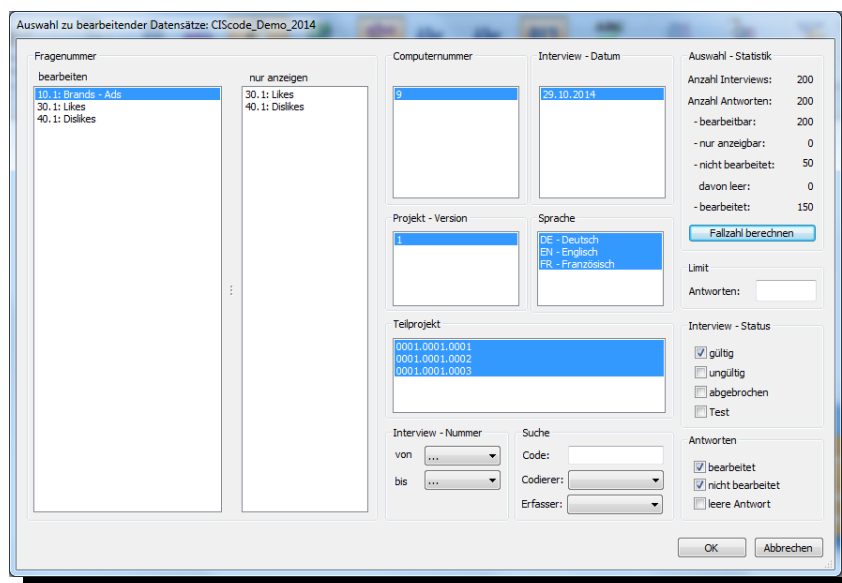 Auswahl zu bearbeitender Datensätze: CIScode_Demo_2014
Fragenummer
bearbeiten
10.1: Brands - Ads
30.1: Likes
40.1: Dislikes
nur anzeigen
30.1: Likes
40.1: Dislikes
Computernummer
9
Interview - Datum
29.10.2014
Projekt - Version
1
Sprache
DE - Deutsch
EN - Englisch
FR - Französisch
Teilprojekt
0001.0001.0001
0001.0001.0002
0001.0001.0003
Interview - Nummer
von ...
bis ...
Suche
Code:
Codierer:
Erfasser:
Auswahl - Statistik
Anzahl Interviews: 200
Anzahl Antworten: 200
- bearbeitbar: 200
- nur anzeigbar: 0
- nicht bearbeitet: 50
davon leer: 0
- bearbeitet: 150
Fallzahl berechnen
Limit
Antworten:
Interview - Status
gültig
ungültig
abgebrochen
Test
Antworten
bearbeitet
nicht bearbeitet
leere Antwort
OK
Abbrechen